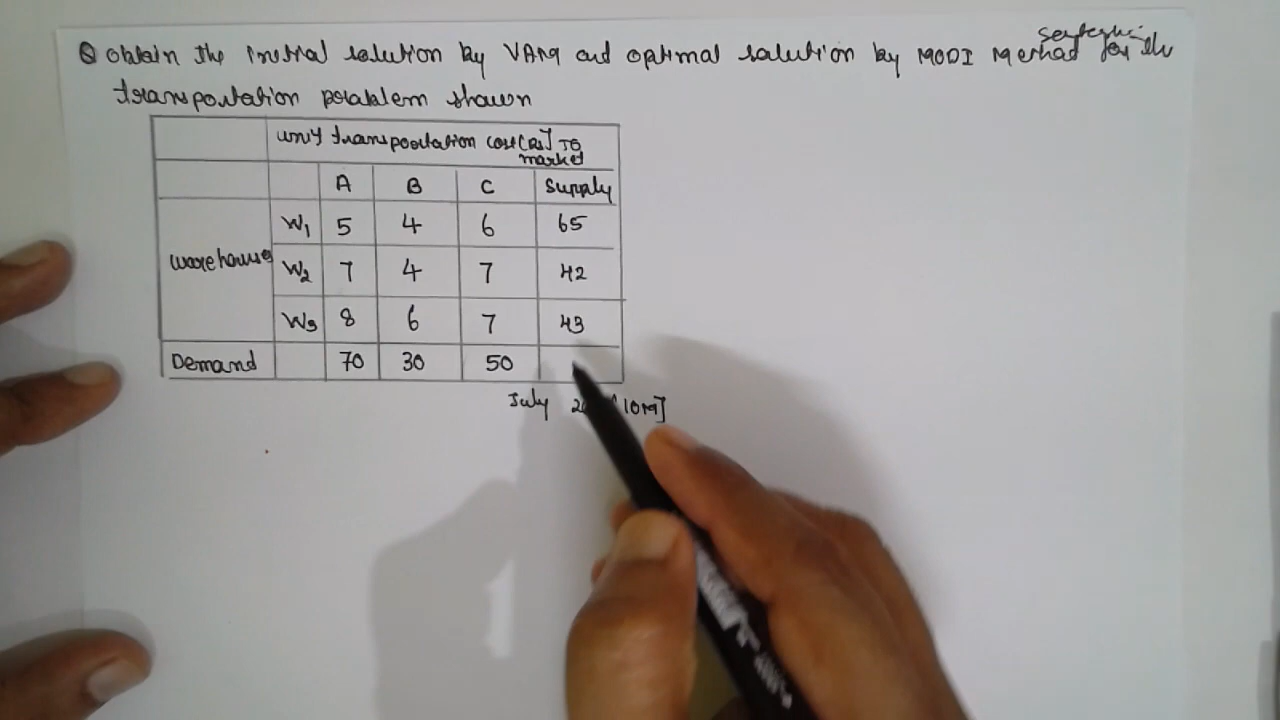 Q Obtain the initial solution by VAM and optimal solution by MODI Method for the
transportation problem shown
unit transportation cost [Rs] TO
market
A B C Supply
W1 5 4 6 65
Warehouse W2 7 4 7 42
W3 8 6 7 43
Demand 70 30 50
July [10M]